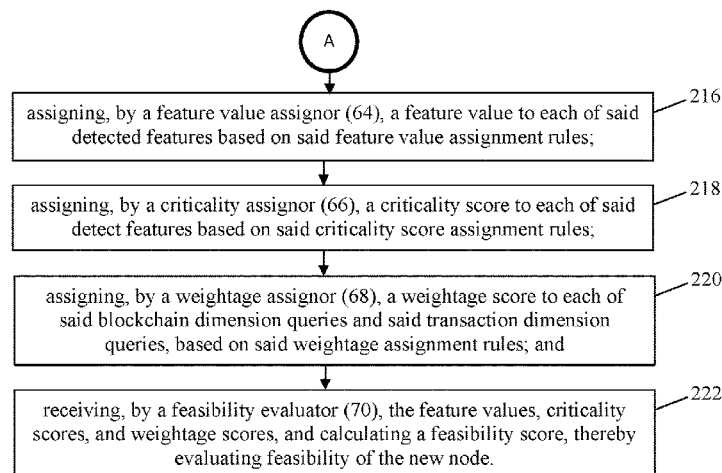 A
assigning, by a feature value assignor (64), a feature value to each of said
detected features based on said feature value assignment rules;
216
assigning, by a criticality assignor (66), a criticality score to each of said
detect features based on said criticality score assignment rules;
218
assigning, by a weightage assignor (68), a weightage score to each of
said blockchain dimension queries and said transaction dimension
queries, based on said weightage assignment rules; and
220
receiving, by a feasibility evaluator (70), the feature values, criticality
scores, and weightage scores, and calculating a feasibility score, thereby
evaluating feasibility of the new node.
222